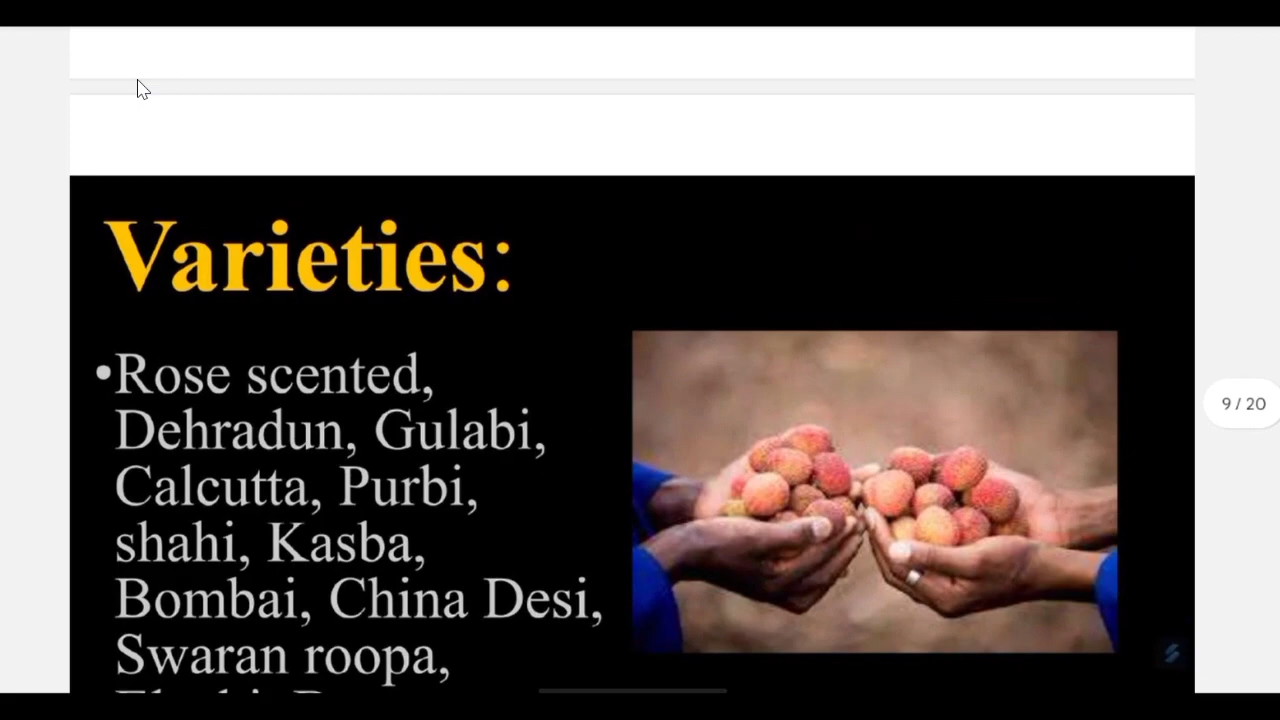 Varieties:
•Rose scented,
Dehradun, Gulabi,
Calcutta, Purbi,
shahi, Kasba,
Bombai, China Desi,
Swaran roopa,
9 / 20